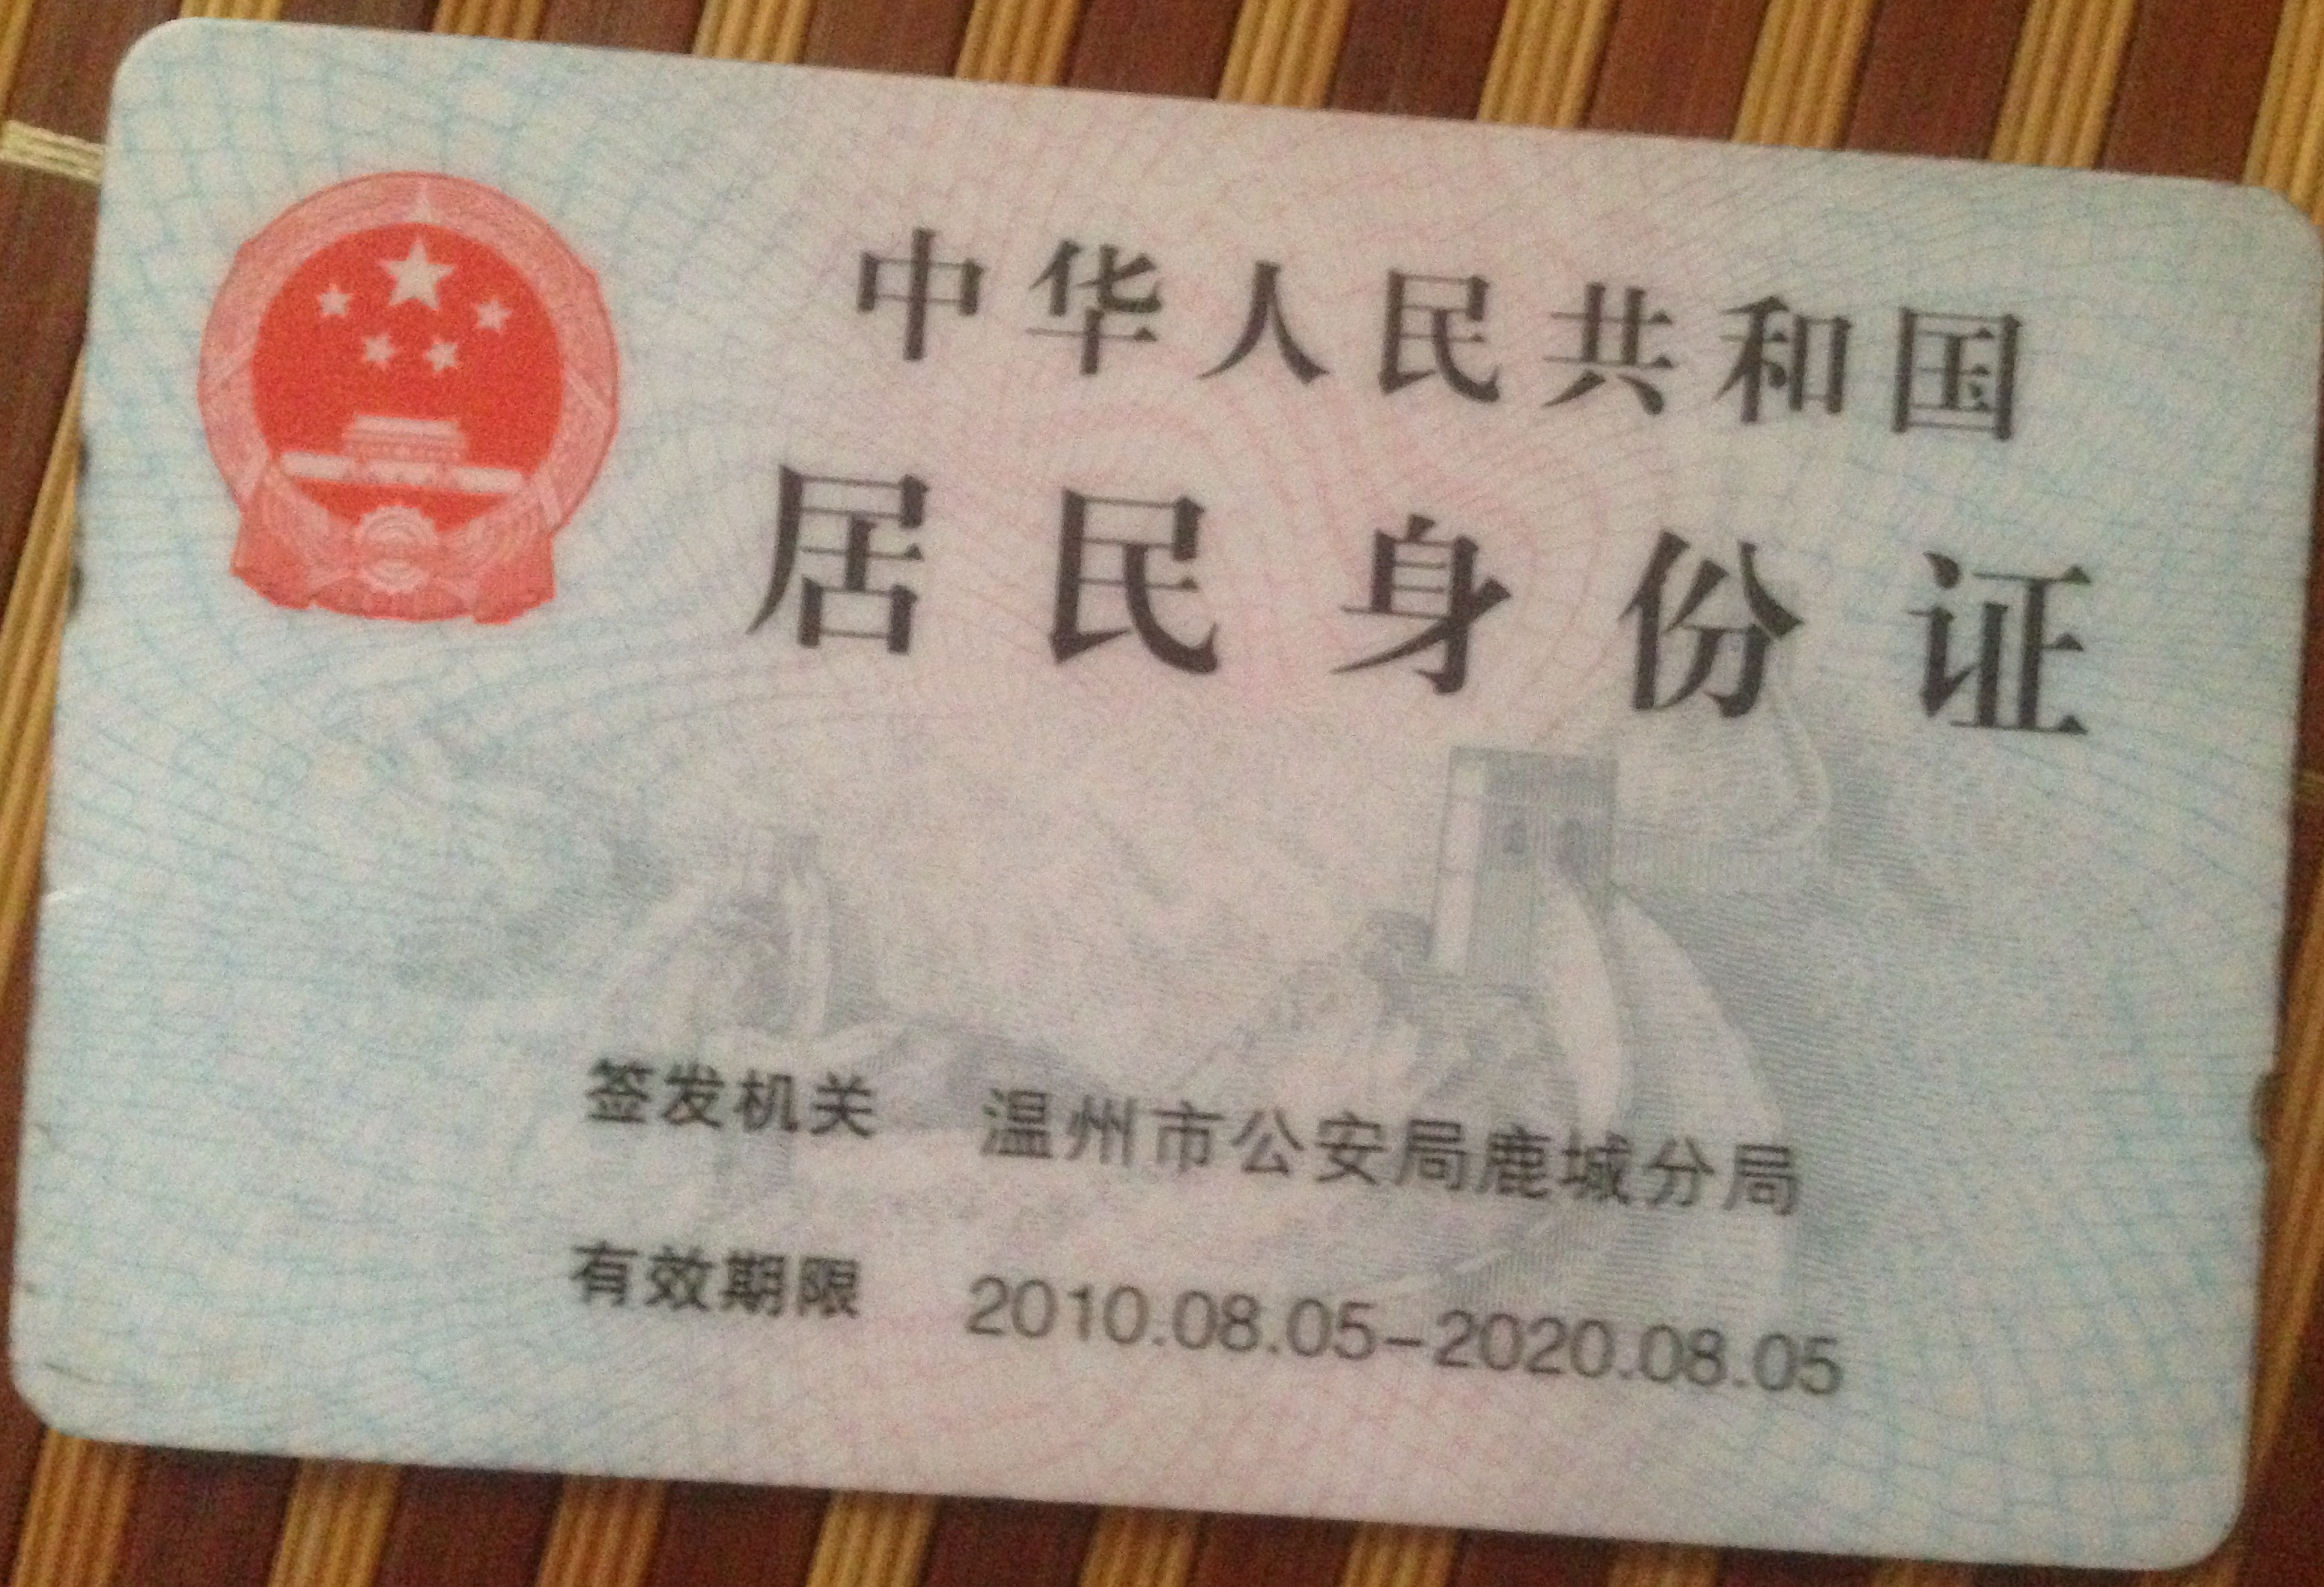 中华人民共和国
居民身份证
签发机关 温州市公安局鹿城分局
有效期限 2010.08.05-2020.08.05